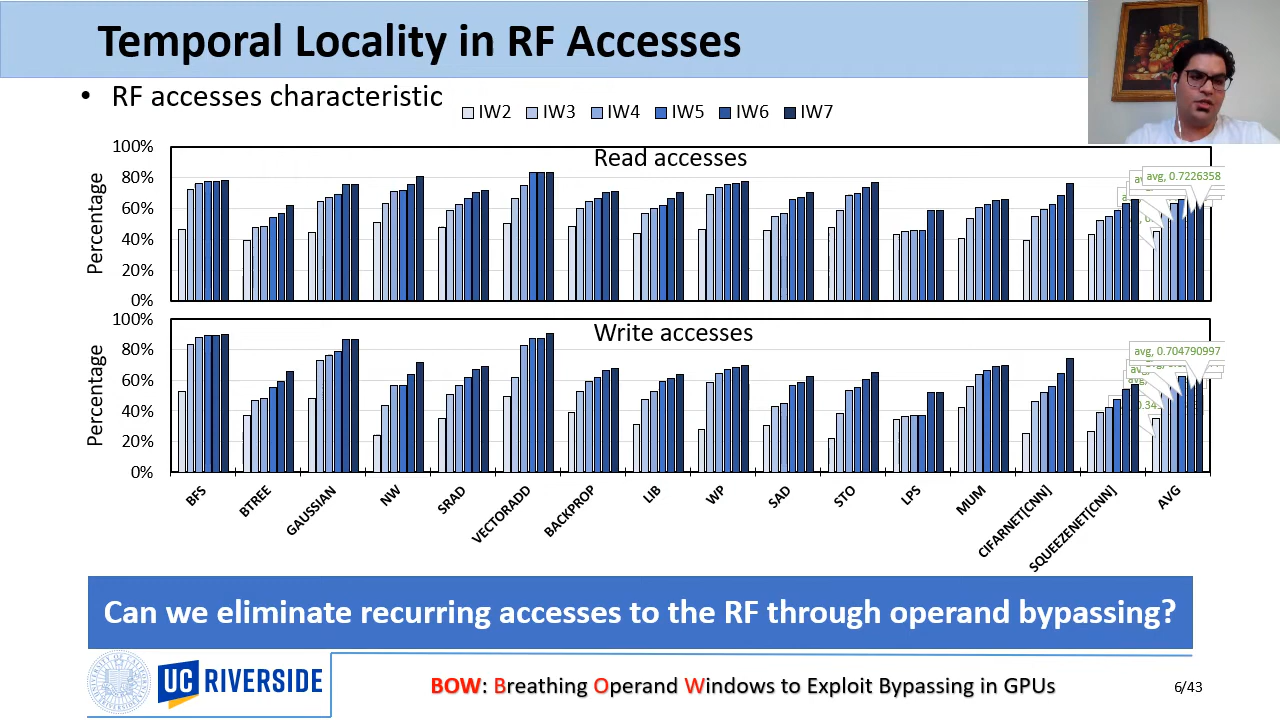 Temporal Locality in RF Accesses
• RF accesses characteristic
IW2 IW3 IW4 IW5 IW6 IW7
Read accesses
Percentage
100%
80%
60%
40%
20%
0%
avg, 0.7226358
Write accesses
Percentage
100%
80%
60%
40%
20%
0%
avg, 0.704790997
BFS
BTREE
GAUSSIAN
NW
SRAD
VECTORADD
BACKPROP
LIB
WP
SAD
STO
LPS
MUM
CIFARNET[CNN]
SQUEEZENET[CNN]
AVG
Can we eliminate recurring accesses to the RF through operand bypassing?
UC RIVERSIDE
BOW: Breathing Operand Windows to Exploit Bypassing in GPUs
6/43